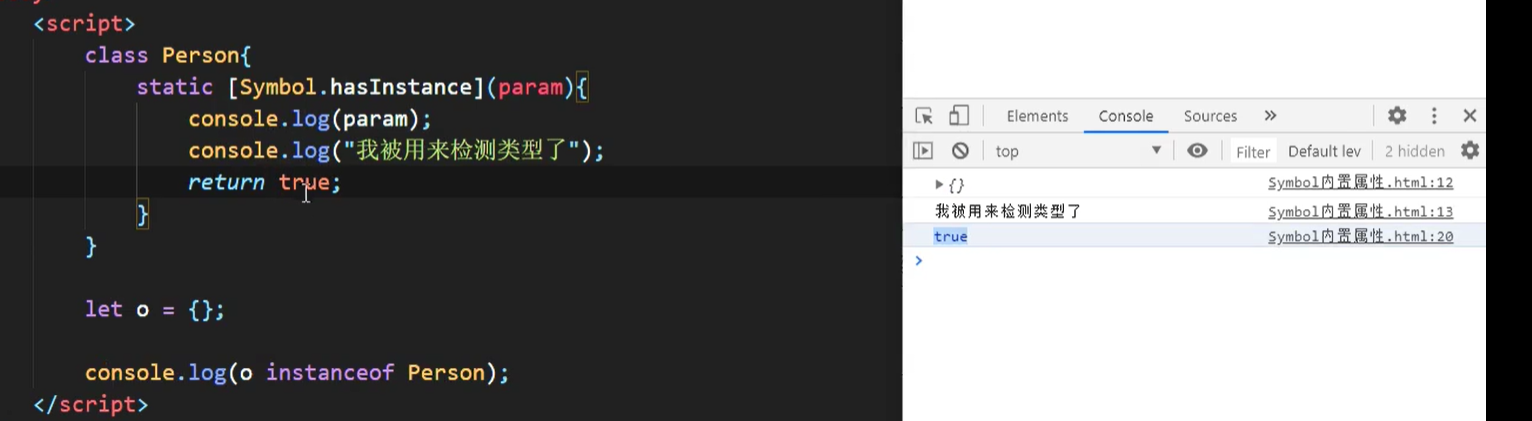 <script>
class Person{
static [Symbol.hasInstance](param){
console.log(param);
console.log("我被用来检测类型了");
return true;
}
}
let o = {};
console.log(o instanceof Person);
</script>
Elements Console Sources »
top Filter Default lev 2 hidden
▶ {} Symbol内置属性.html:12
我被用来检测类型了 Symbol内置属性.html:13
true Symbol内置属性.html:20
>